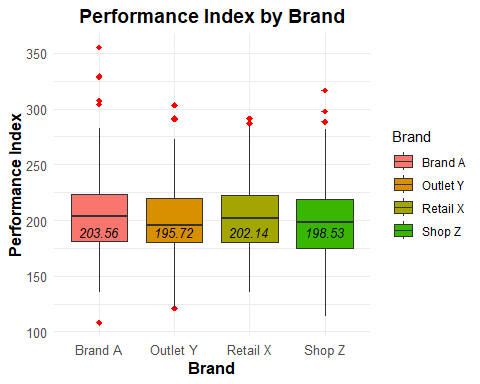 Performance Index by Brand
Performance Index
350
300
250
200
150
100
203.56
195.72
202.14
198.53
Brand A
Outlet Y
Retail X
Shop Z
Brand
Brand
Brand A
Outlet Y
Retail X
Shop Z